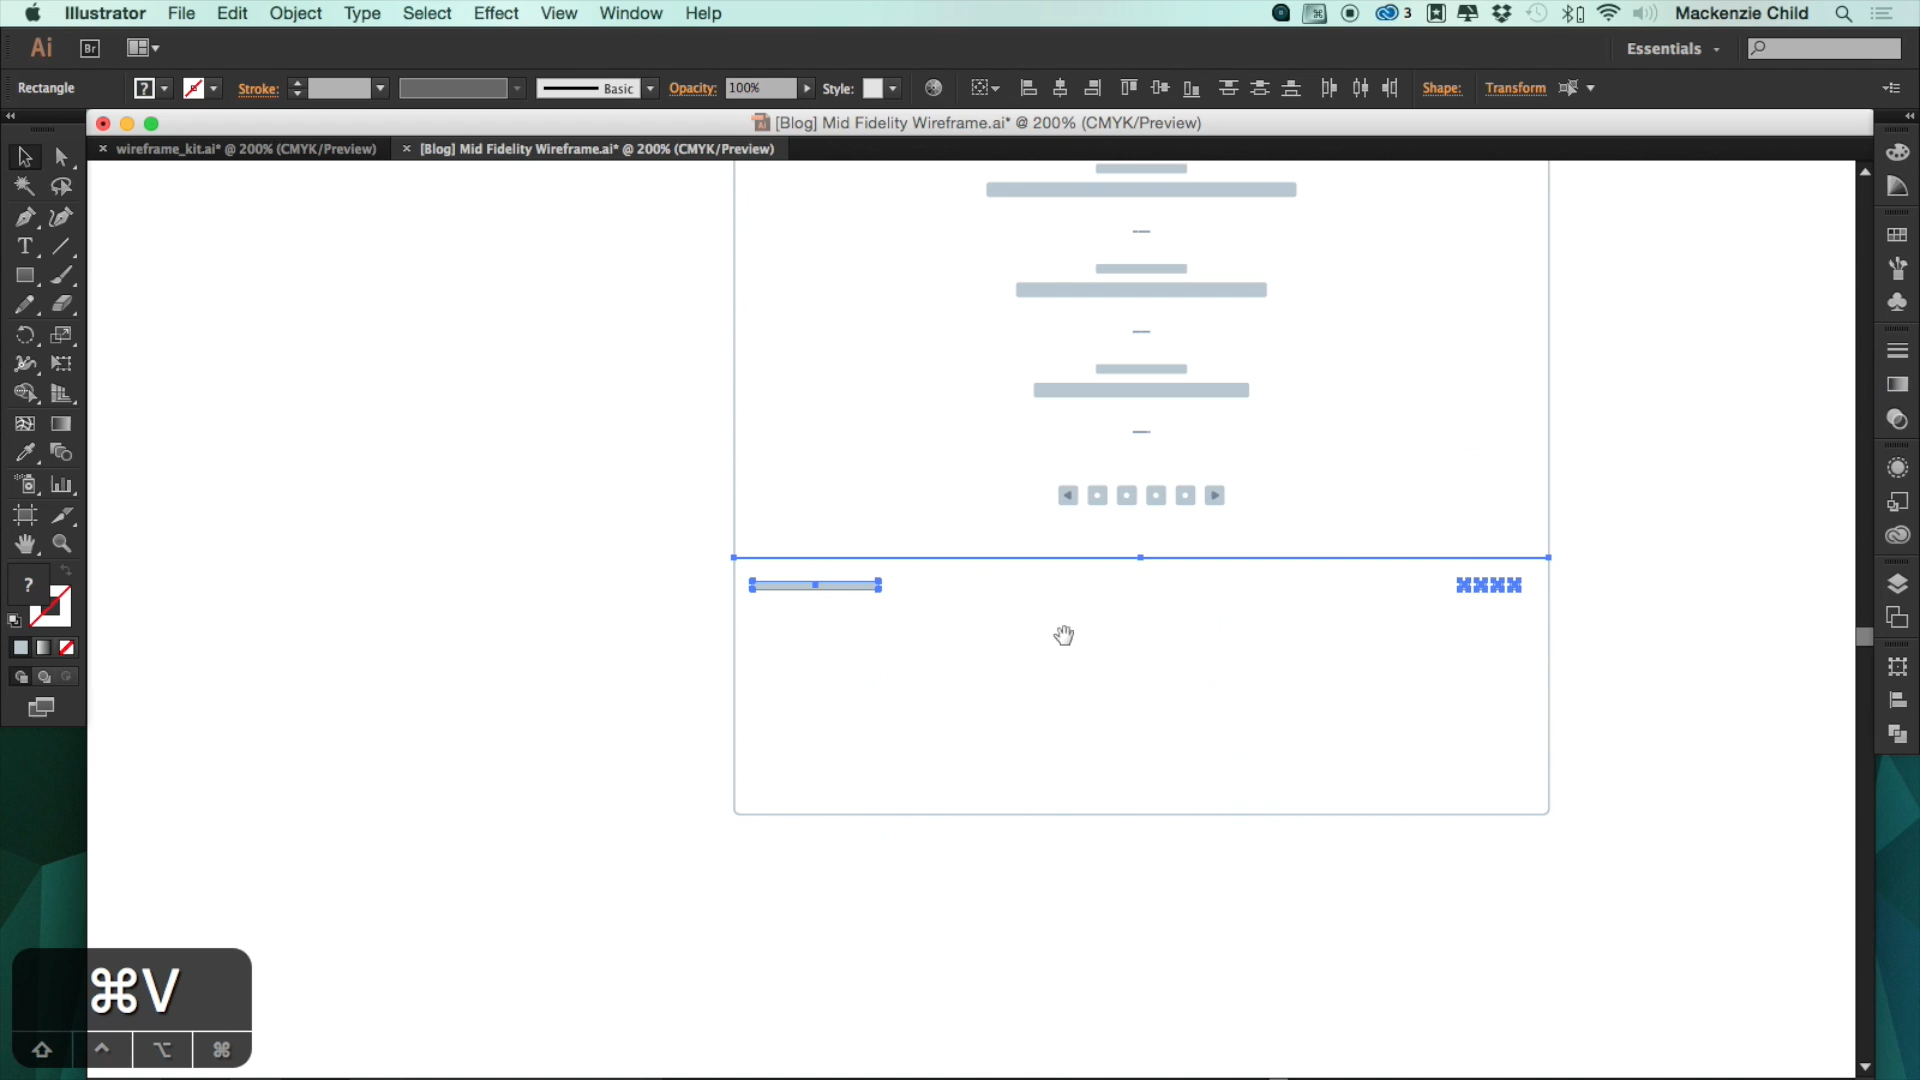 Illustrator File Edit Object Type Select Effect View Window Help 3 Mackenzie Child
Ai Br Essentials
Rectangle ? Stroke: Basic Opacity: 100% Style: Shape: Transform
[Blog] Mid Fidelity Wireframe.ai* @ 200% (CMYK/Preview)
× wireframe_kit.ai* @ 200% (CMYK/Preview) × [Blog] Mid Fidelity Wireframe.ai* @ 200% (CMYK/Preview)
T
?
⌘V
⇧ ^ ⌥ ⌘